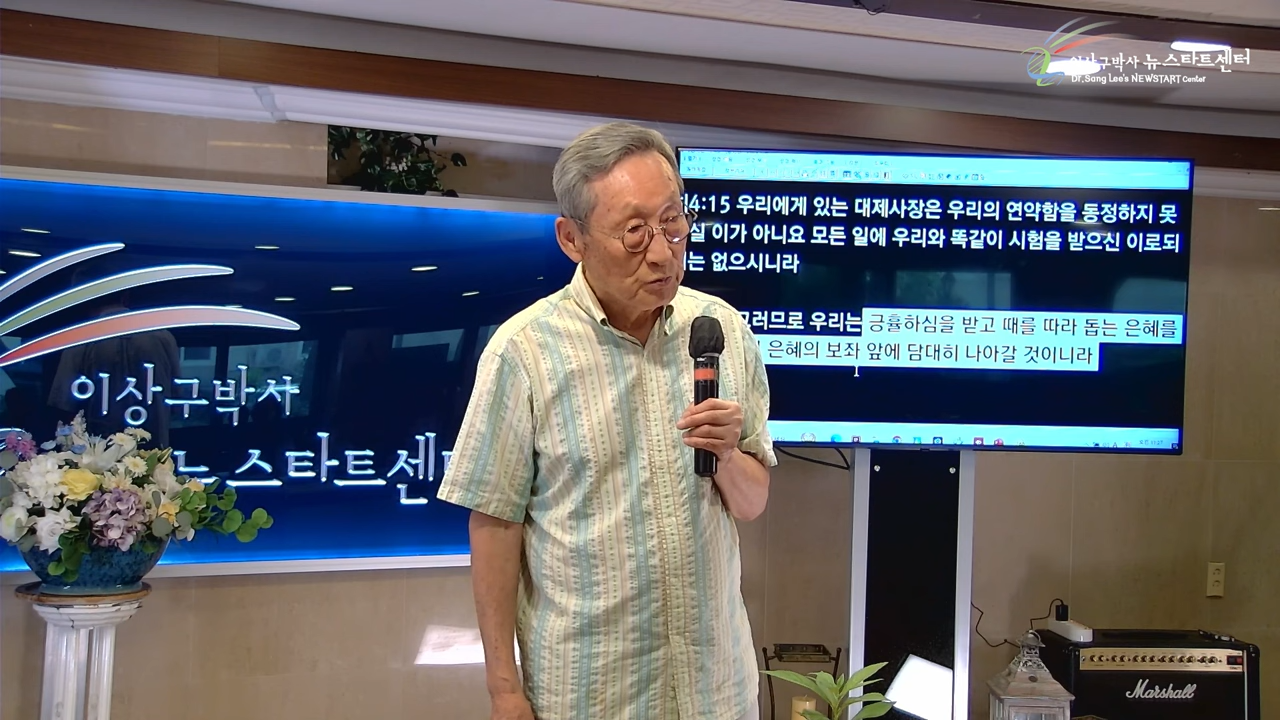 이상구박사 뉴스타트센터
Dr. Sang Lee's NEWSTART Center
4:15 우리에게 있는 대제사장은 우리의 연약함을 동정하지 못
실 이가 아니요 모든 일에 우리와 똑같이 시험을 받으신 이로되
는 없으시니라
그러므로 우리는 긍휼하심을 받고 때를 따라 돕는 은혜를
은혜의 보좌 앞에 담대히 나아갈 것이니라
이상구박사
뉴스타트센
Marshall